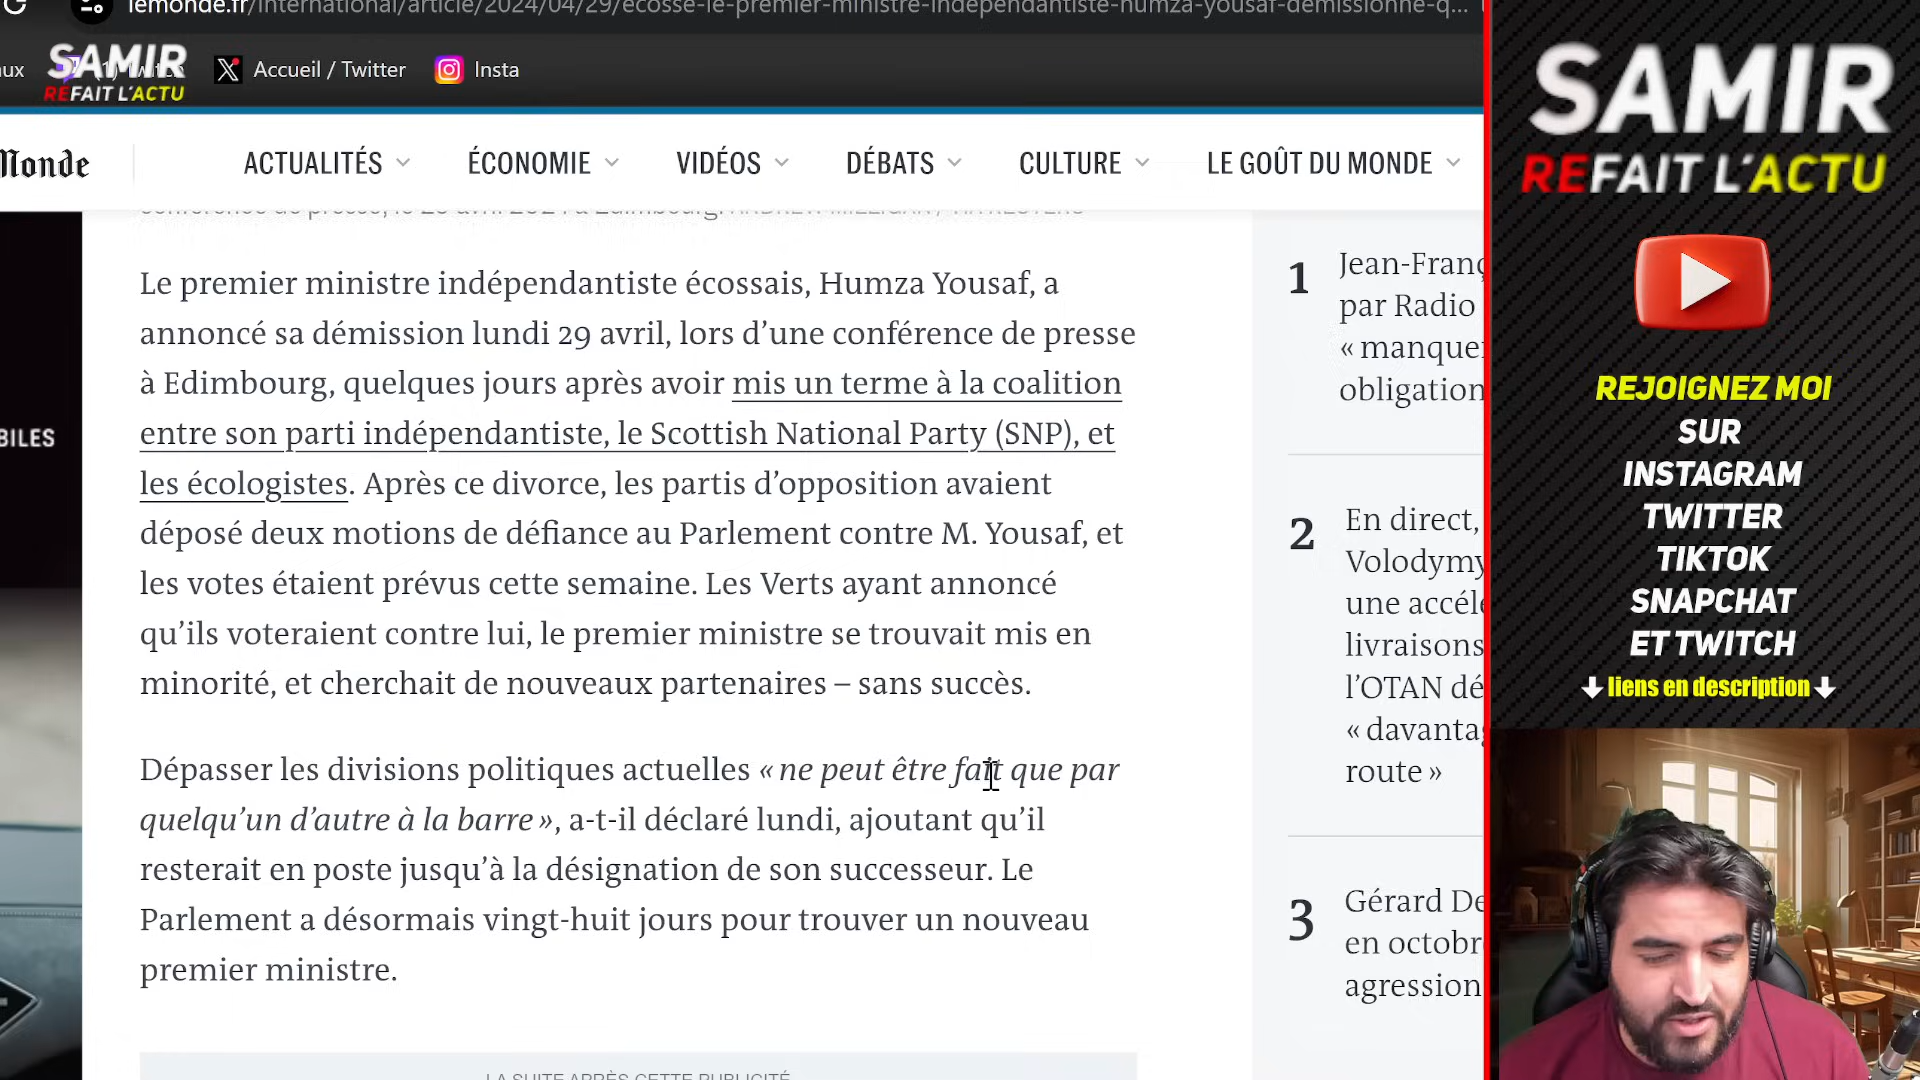 lemonde.fr/international/article/2024/04/29/ecosse-le-premier-ministre-independantiste-humza-yousaf-demissionne-q...
SAMIR
REFAIT L'ACTU
Accueil / Twitter
Insta
Monde
ACTUALITÉS
ÉCONOMIE
VIDÉOS
DÉBATS
CULTURE
LE GOÛT DU MONDE
BILES
Le premier ministre indépendantiste écossais, Humza Yousaf, a
annoncé sa démission lundi 29 avril, lors d’une conférence de presse
à Edimbourg, quelques jours après avoir mis un terme à la coalition
entre son parti indépendantiste, le Scottish National Party (SNP), et
les écologistes. Après ce divorce, les partis d’opposition avaient
déposé deux motions de défiance au Parlement contre M. Yousaf, et
les votes étaient prévus cette semaine. Les Verts ayant annoncé
qu’ils voteraient contre lui, le premier ministre se trouvait mis en
minorité, et cherchait de nouveaux partenaires – sans succès.
Dépasser les divisions politiques actuelles « ne peut être fait que par
quelqu’un d’autre à la barre », a-t-il déclaré lundi, ajoutant qu’il
resterait en poste jusqu’à la désignation de son successeur. Le
Parlement a désormais vingt-huit jours pour trouver un nouveau
premier ministre.
LA SUITE APRÈS CETTE PUBLICITÉ
1
Jean-Franç
par Radio
« manque
obligation
2
En direct,
Volodymy
une accélé
livraisons
l’OTAN dé
« davanta
route »
3
Gérard De
en octobr
agression
SAMIR
REFAIT L'ACTU
REJOIGNEZ MOI
SUR
INSTAGRAM
TWITTER
TIKTOK
SNAPCHAT
ET TWITCH
liens en description